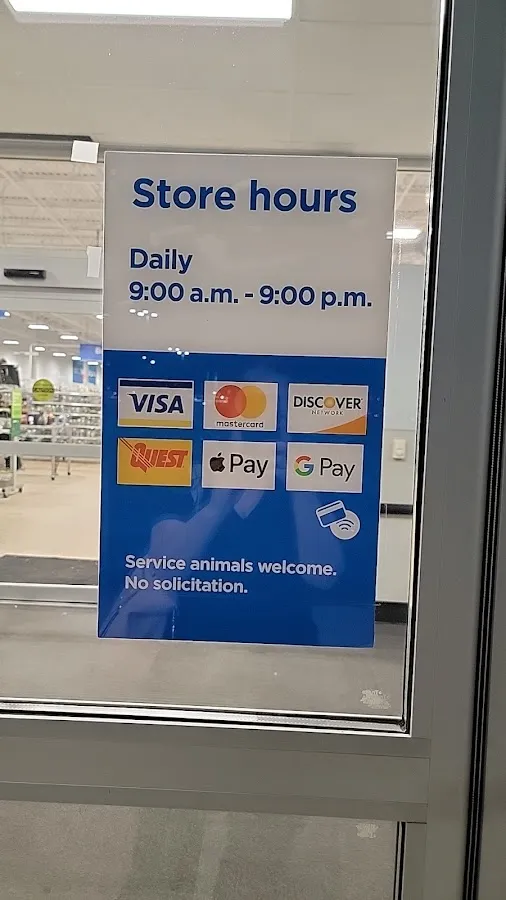 Store hours
Daily
9:00 a.m. - 9:00 p.m.
VISA
mastercard
DISCOVER
NETWORK
QUEST
Pay
G Pay
Service animals welcome.
No solicitation.